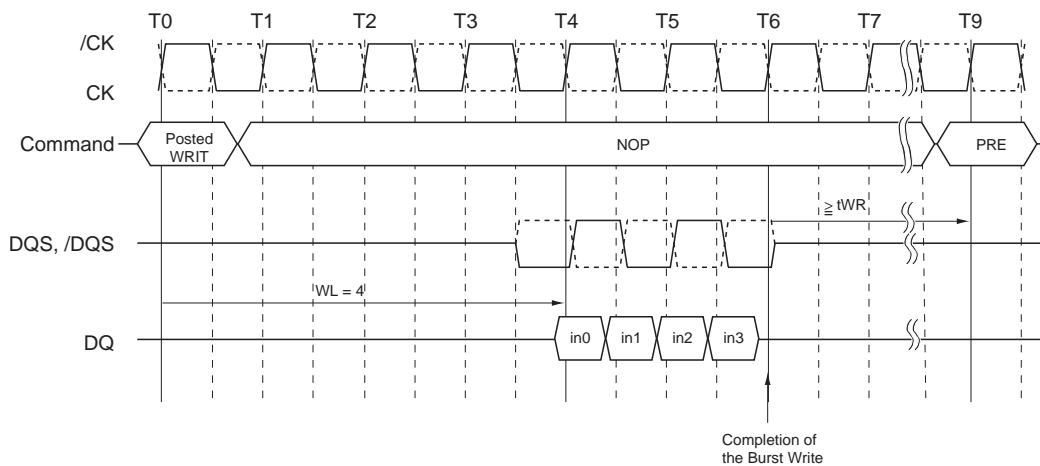 T0 T1 T2 T3 T4 T5 T6 T7 T9
/CK
CK
Command
Posted
WRIT
NOP
PRE
≧ tWR
DQS, /DQS
WL = 4
DQ
in0 in1 in2 in3
Completion of
the Burst Write